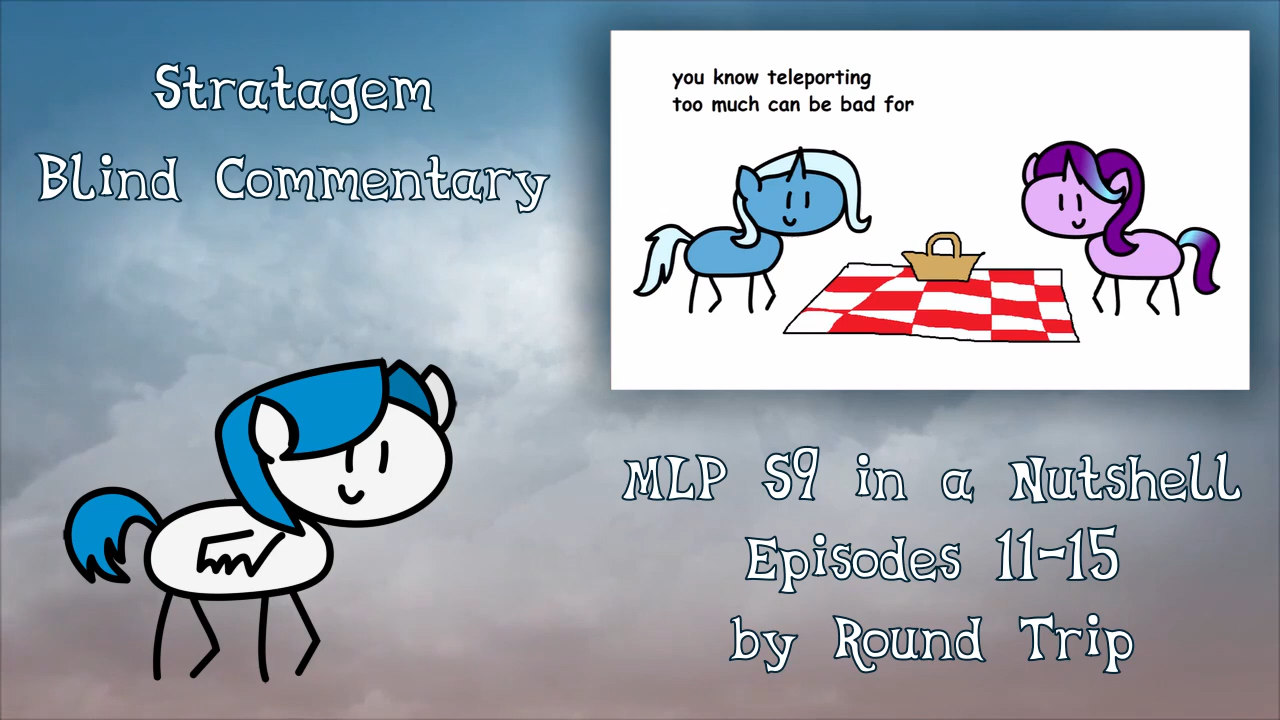 Stratagem
Blind Commentary
you know teleporting
too much can be bad for
MLP S9 in a Nutshell
Episodes 11-15
by Round Trip